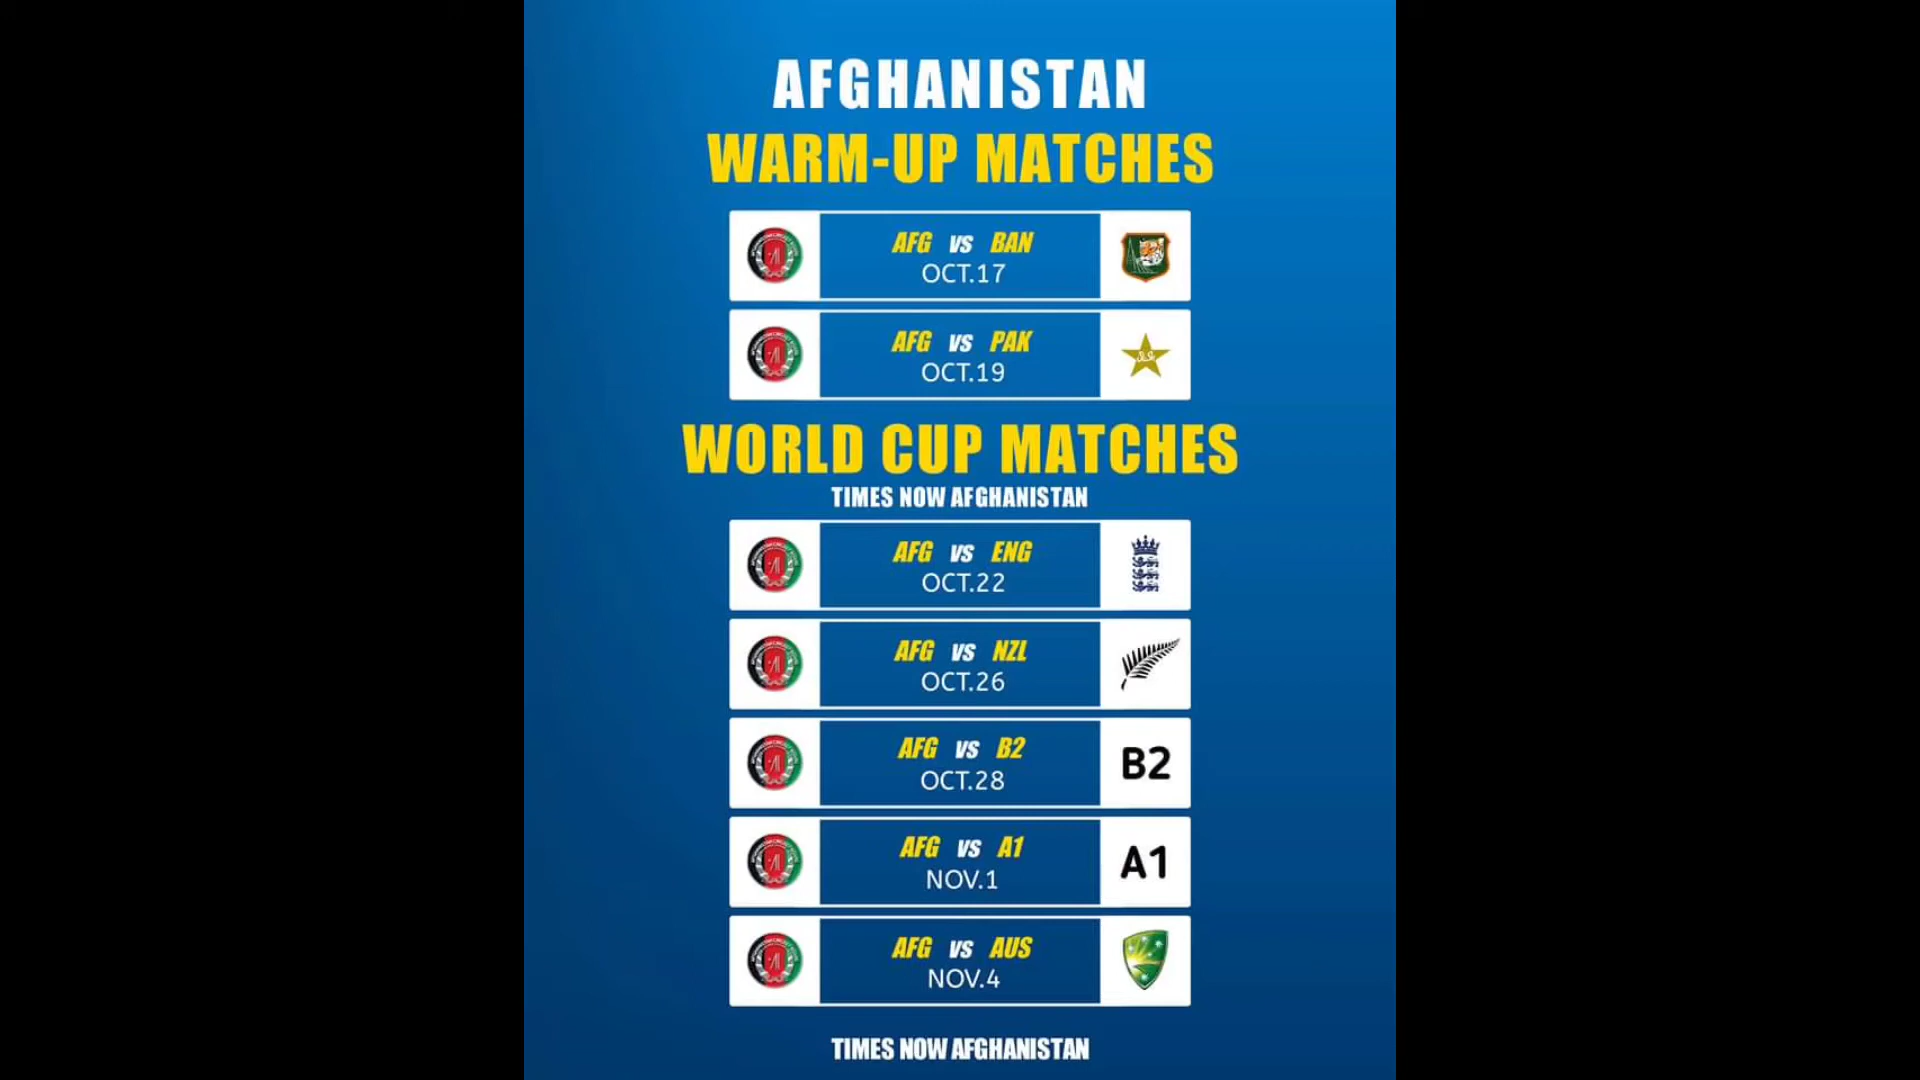 AFGHANISTAN
WARM-UP MATCHES
AFG VS BAN
OCT.17
AFG VS PAK
OCT.19
WORLD CUP MATCHES
TIMES NOW AFGHANISTAN
AFG VS ENG
OCT.22
AFG VS NZL
OCT.26
AFG VS B2
OCT.28
B2
AFG VS A1
NOV.1
A1
AFG VS AUS
NOV.4
TIMES NOW AFGHANISTAN